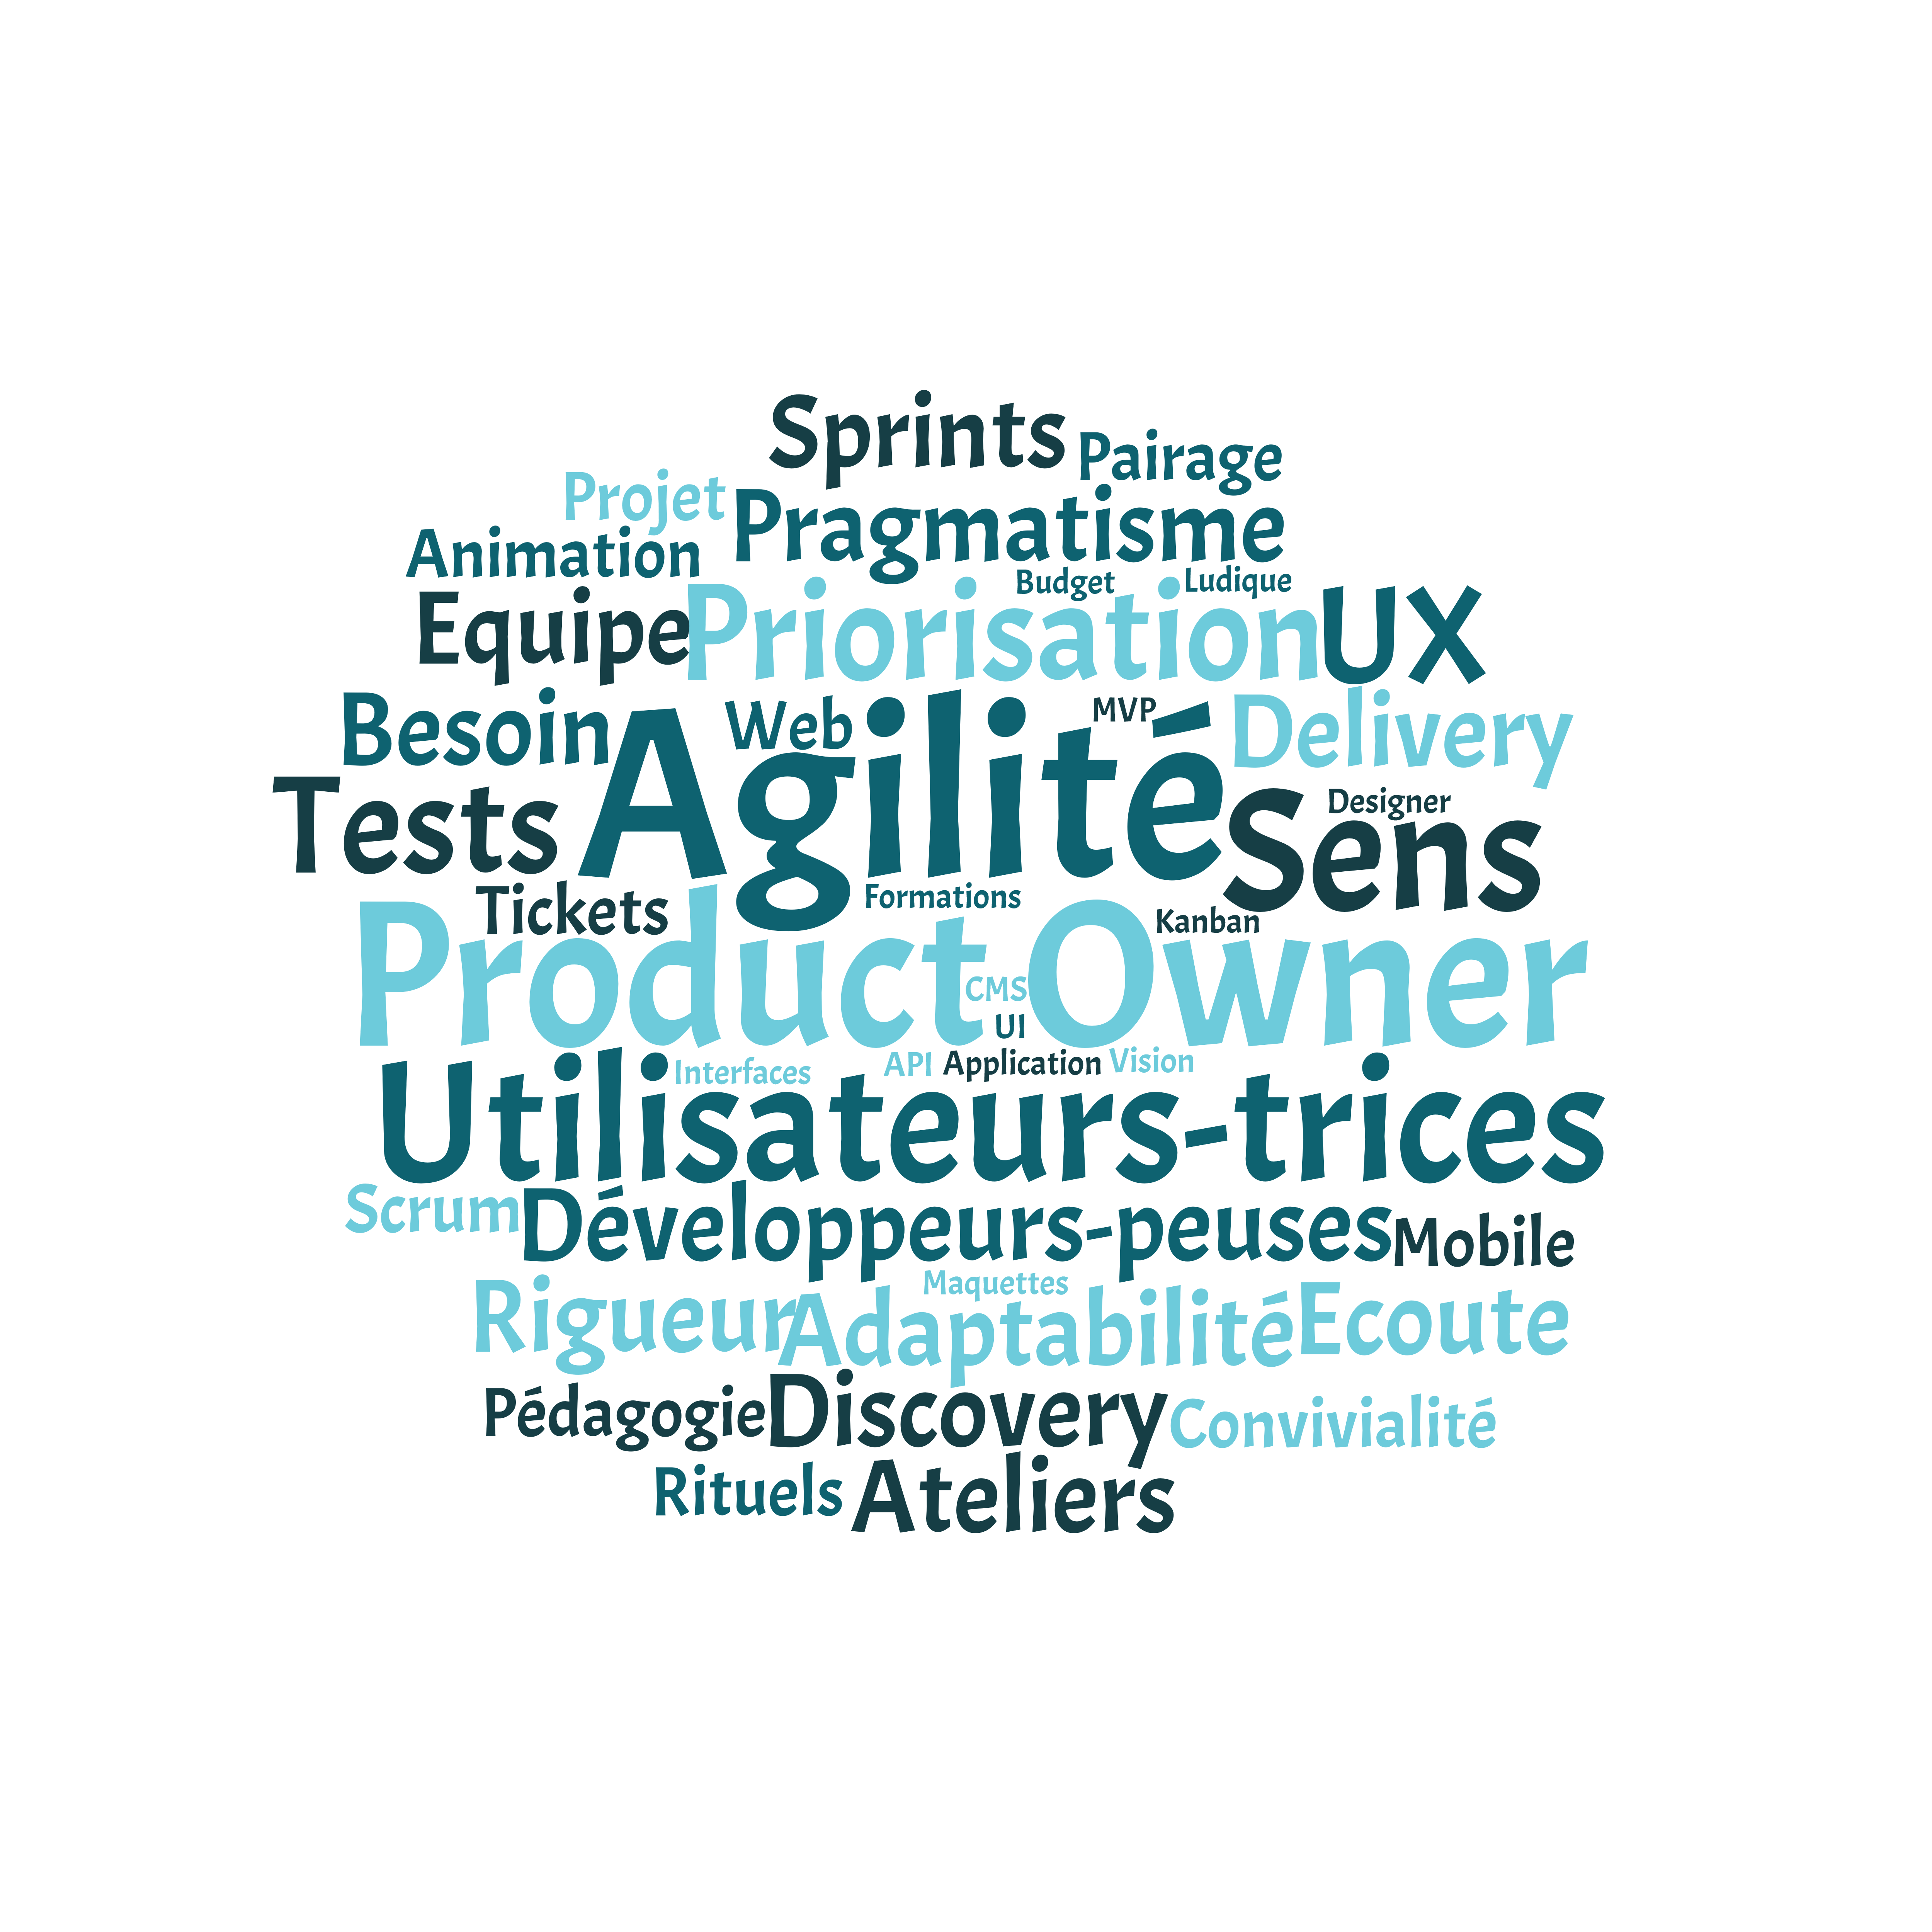 Sprints Pairage
Projet Pragmatisme
Animation
Budget Ludique
Equipe Priorisation UX
Besoin Web MVP Delivery
Tests Agilité Designer
Sens
Tickets Formations Kanban
Product Owner
CMS
UI
Interfaces API Application Vision
Utilisateurs-trices
Scrum Développeurs-peuses Mobile
Maquettes
Rigueur Adaptabilité Ecoute
Pédagogie Discovery Convivialité
Rituels Ateliers